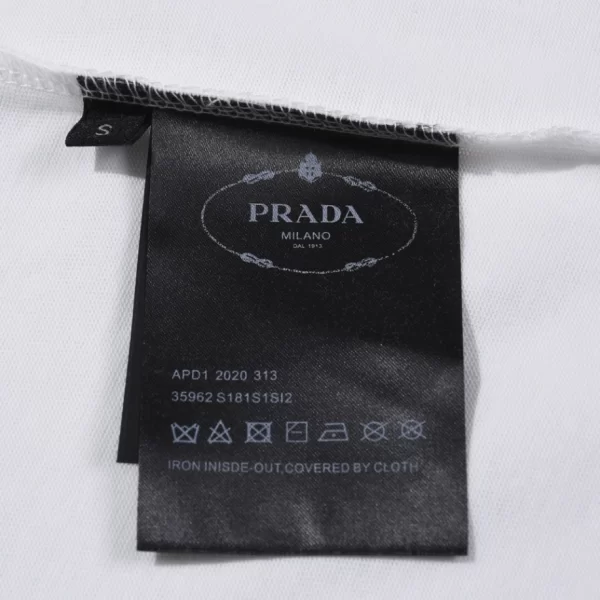 S
PRADA
MILANO
DAL 1913
APD1 2020 313
35962 S181S1SI2
IRON INISDE-OUT,COVERED BY CLOTH